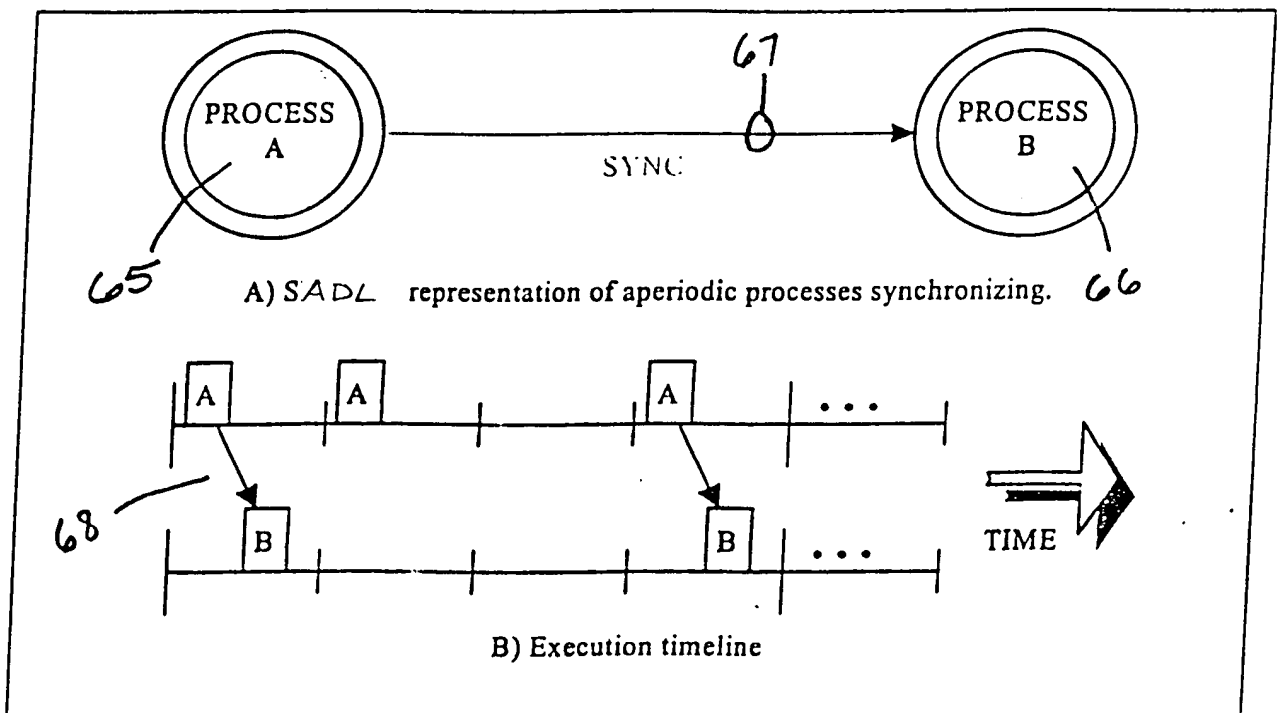 67
PROCESS
A
PROCESS
B
SYNC
65
A) SADL representation of aperiodic processes synchronizing.
66
A
A
A
• • •
68
B
B
• • •
TIME
B) Execution timeline